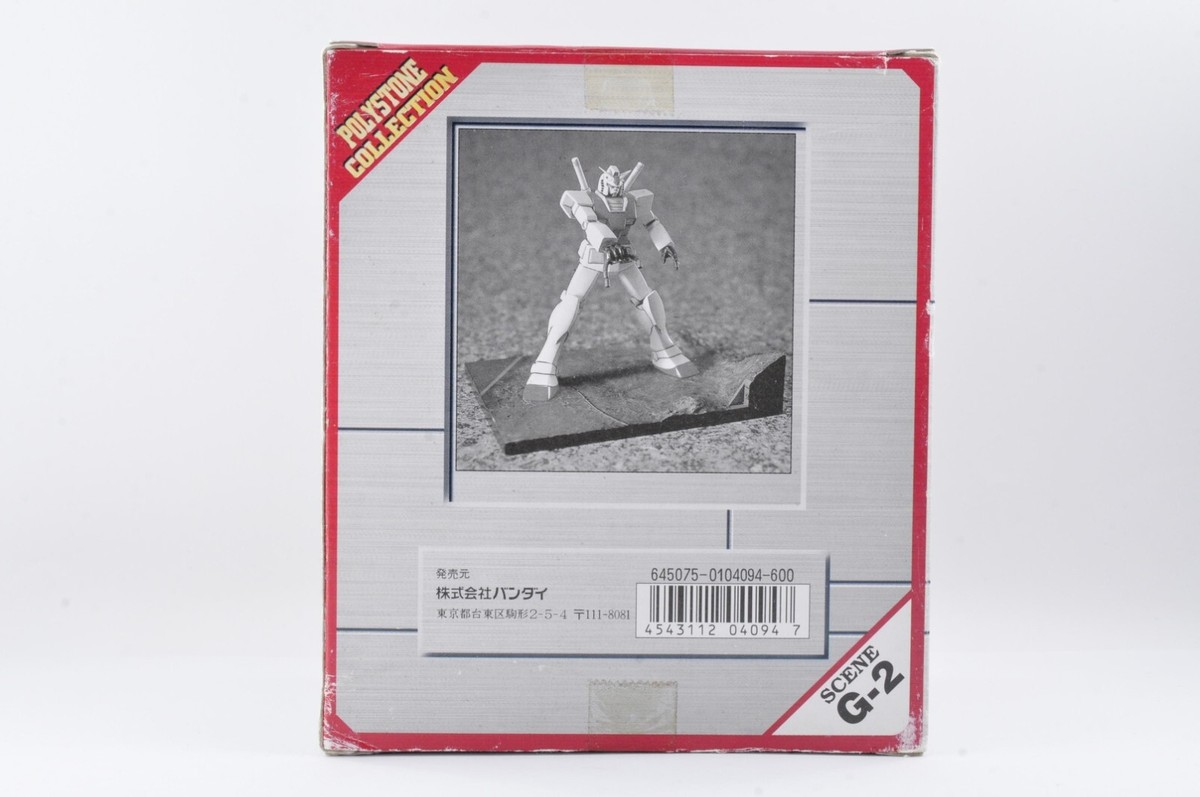 POLYSTONE
COLLECTION
発売元
株式会社バンダイ
東京都台東区駒形2-5-4 〒111-8081
645075-0104094-600
4543112 04094 7
SCENE
G-2